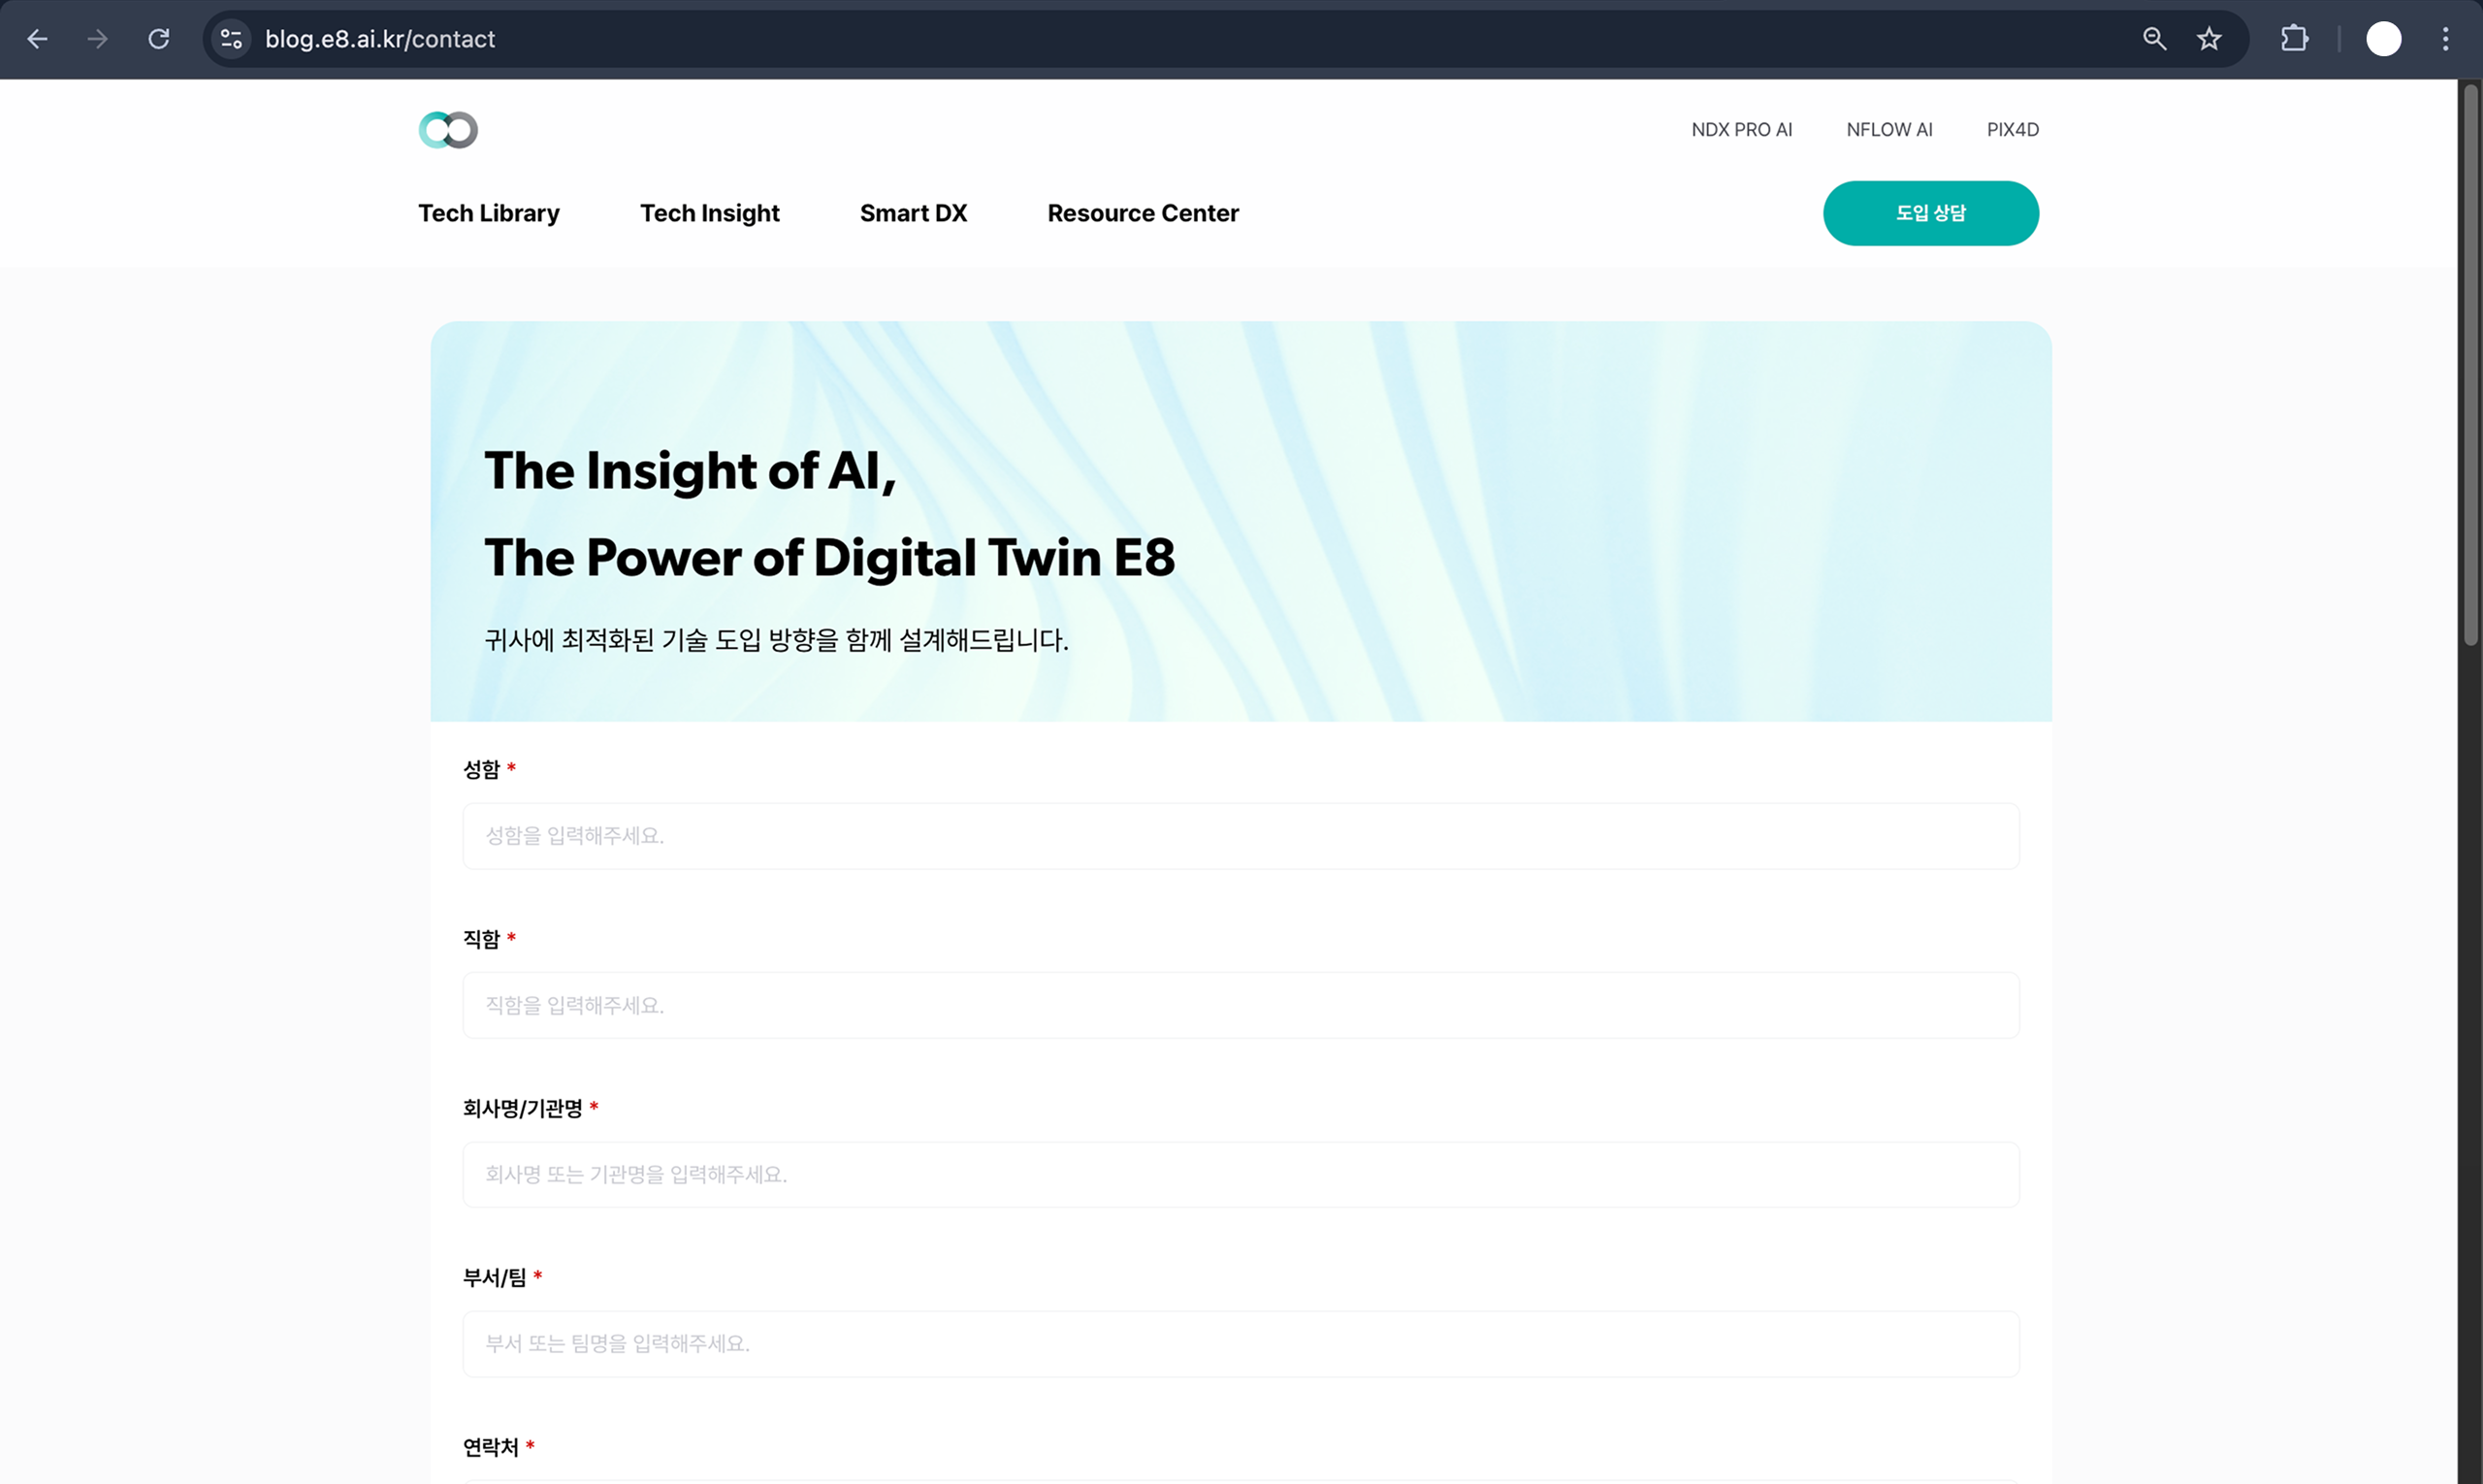 blog.e8.ai.kr/contact
NDX PRO AI NFLOW AI PIX4D
Tech Library Tech Insight Smart DX Resource Center 도입 상담
The Insight of AI,
The Power of Digital Twin E8
귀사에 최적화된 기술 도입 방향을 함께 설계해드립니다.
성함 *
성함을 입력해주세요.
직함 *
직함을 입력해주세요.
회사명/기관명 *
회사명 또는 기관명을 입력해주세요.
부서/팀 *
부서 또는 팀명을 입력해주세요.
연락처 *